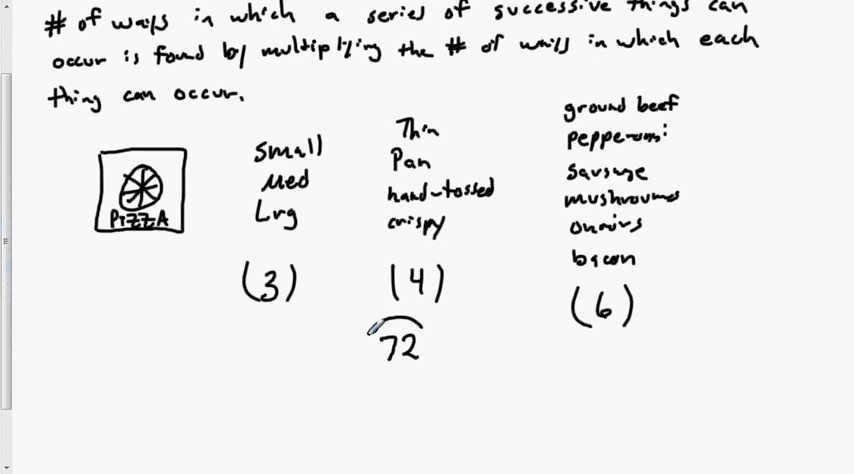 # of ways in which a series of successive things can
occur is found by multiplying the # of ways in which each
thing can occur.
PIZZA
Small
Med
Lrg
(3)
Thin
Pan
hand-tossed
crispy
(4)
ground beef
pepperoni
sausage
mushrooms
onions
bacon
(6)
72